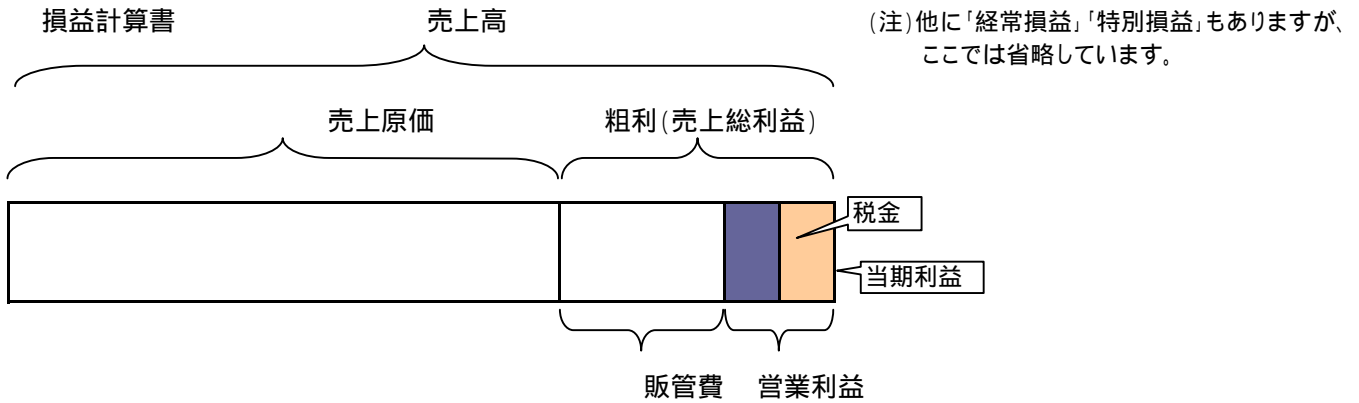 損益計算書
売上高
(注)他に「経常損益」「特別損益」もありますが、
ここでは省略しています。
売上原価
粗利(売上総利益)
税金
当期利益
販管費
営業利益